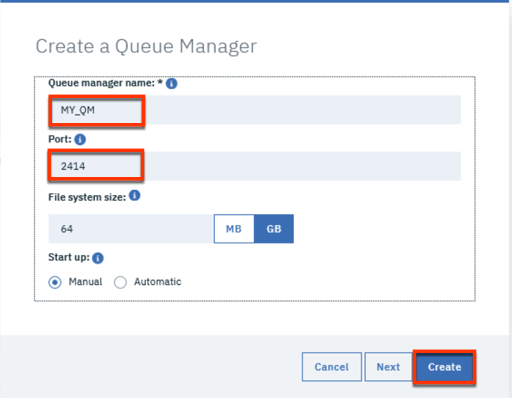 Create a Queue Manager
Queue manager name: *
MY_QM
Port:
2414
File system size:
64 MB GB
Start up:
Manual Automatic
Cancel Next Create